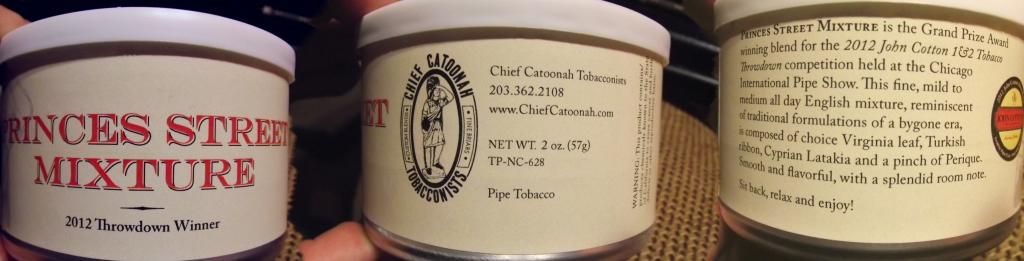 PRINCES STREET
MIXTURE
2012 Throwdown Winner
ET
CHIEF CATOONAH
TOBACCONISTS
Chief Catoonah Tobacconists
203.362.2108
www.ChiefCatoonah.com
NET WT. 2 oz. (57g)
TP-NC-628
Pipe Tobacco
WARNING: This product contains/
PRINCES STREET MIXTURE is the Grand Prize Award
winning blend for the 2012 John Cotton 1&2 Tobacco
Throwdown competition held at the Chicago
International Pipe Show. This fine, mild to
medium all day English mixture, reminiscent
of traditional formulations of a bygone era,
is composed of choice Virginia leaf, Turkish
ribbon, Cyprian Latakia and a pinch of Perique.
Smooth and flavorful, with a splendid room note.
Sit back, relax and enjoy!